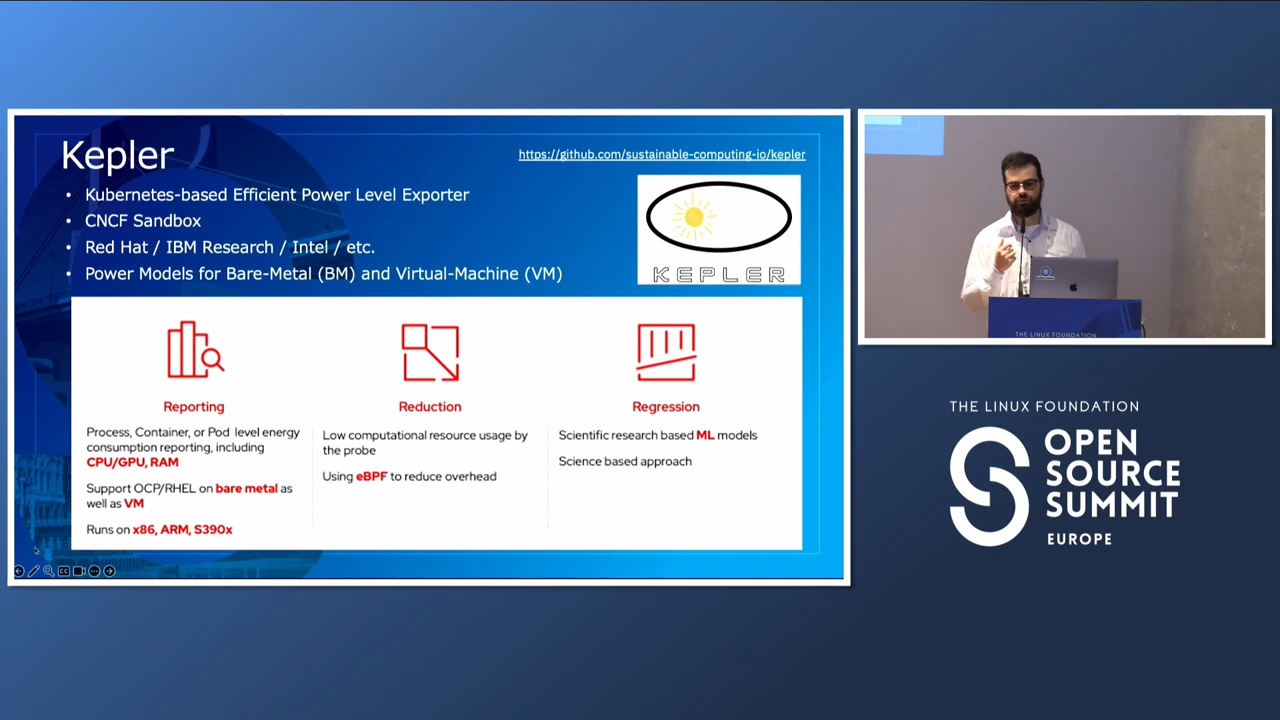 Kepler
https://github.com/sustainable-computing-io/kepler
• Kubernetes-based Efficient Power Level Exporter
• CNCF Sandbox
• Red Hat / IBM Research / Intel / etc.
• Power Models for Bare-Metal (BM) and Virtual-Machine (VM)
KEPLER
Reporting
Process, Container, or Pod level energy
consumption reporting, including
CPU/GPU, RAM
Support OCP/RHEL on bare metal as
well as VM
Runs on x86, ARM, S390x
Reduction
Low computational resource usage by
the probe
Using eBPF to reduce overhead
Regression
Scientific research based ML models
Science based approach
CC
THE LINUX FOUNDATION
THE LINUX FOUNDATION
OPEN
SOURCE
SUMMIT
EUROPE